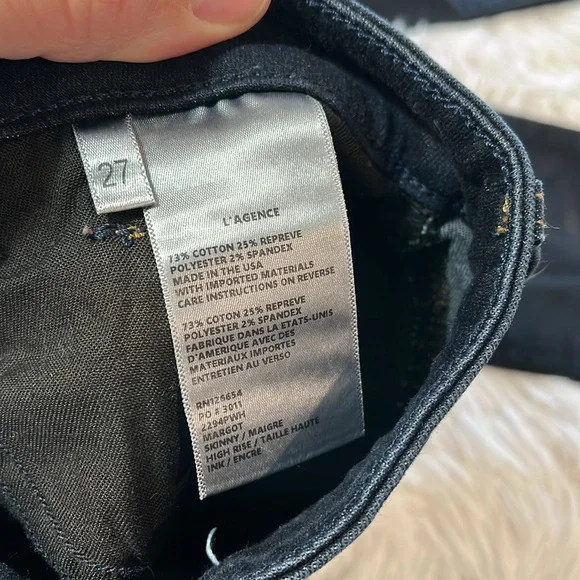 27
L'AGENCE
73% COTTON 25% REPREVE
POLYESTER 2% SPANDEX
MADE IN THE USA
WITH IMPORTED MATERIALS
CARE INSTRUCTIONS ON REVERSE
73% COTTON 25% REPREVE
POLYESTER 2% SPANDEX
FABRIQUE DANS LA ETATS-UNIS
D'AMERIQUE AVEC DES
MATERIAUX IMPORTES
ENTRETIEN AU VERSO
RN126654
PO # 3011
2294PWH
MARGOT
SKINNY / MAIGRE
HIGH RISE / TAILLE HAUTE
INK / ENCRE